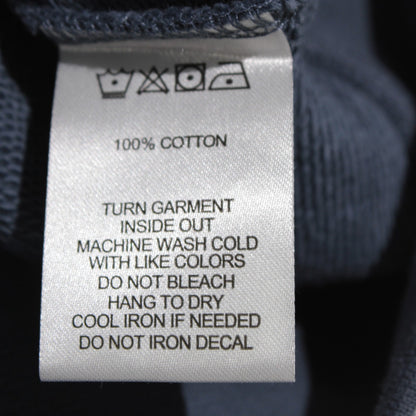 100% COTTON
TURN GARMENT
INSIDE OUT
MACHINE WASH COLD
WITH LIKE COLORS
DO NOT BLEACH
HANG TO DRY
COOL IRON IF NEEDED
DO NOT IRON DECAL